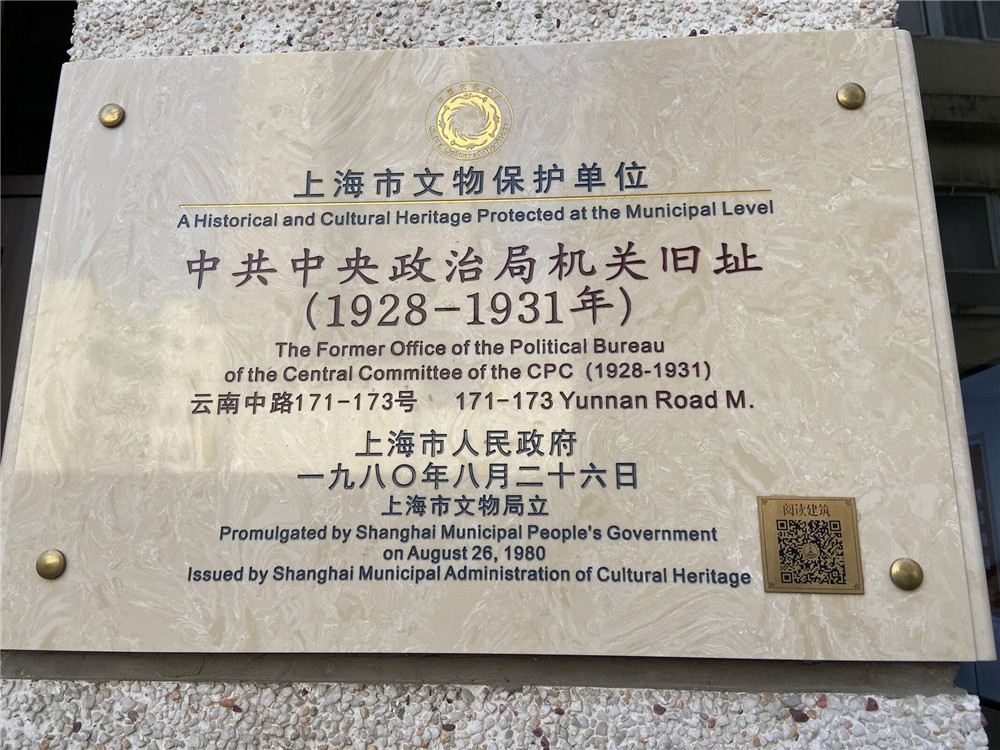 上海市文物保护单位
A Historical and Cultural Heritage Protected at the Municipal Level
中共中央政治局机关旧址
(1928-1931年)
The Former Office of the Political Bureau
of the Central Committee of the CPC (1928-1931)
云南中路171-173号 171-173 Yunnan Road M.
上海市人民政府
一九八〇年八月二十六日
上海市文物局立
Promulgated by Shanghai Municipal People's Government
on August 26, 1980
Issued by Shanghai Municipal Administration of Cultural Heritage
阅读建筑